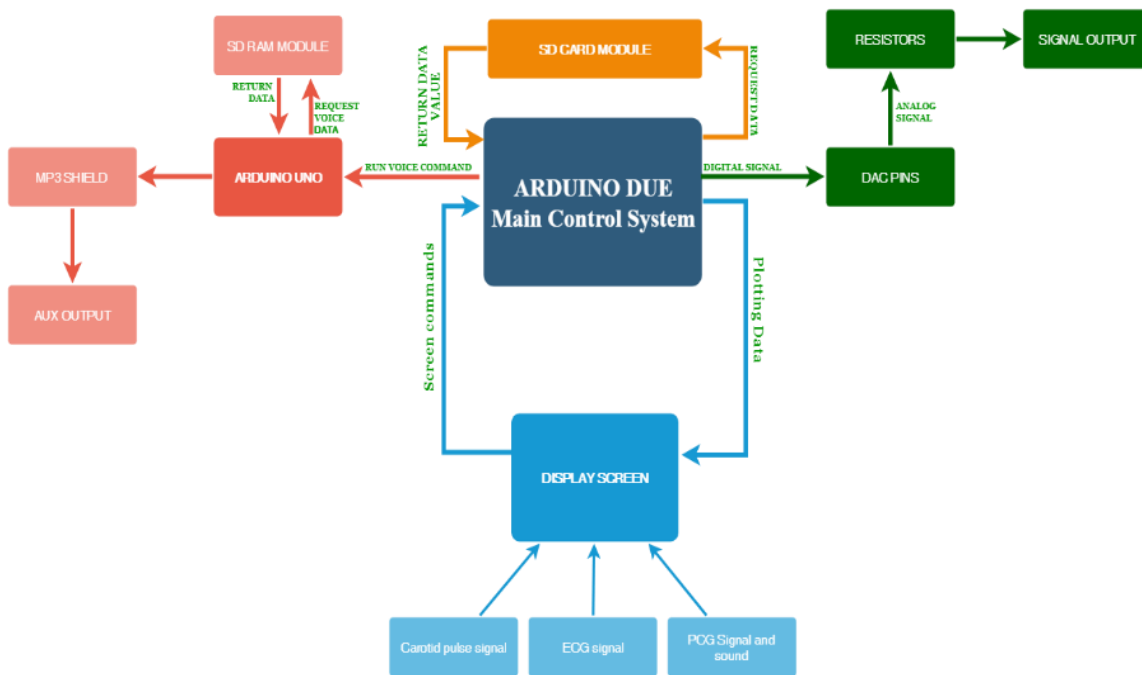 SD RAM MODULE
RETURN
DATA
REQUEST
VOICE
DATA
MP3 SHIELD
ARDUINO UNO
AUX OUTPUT
RUN VOICE COMMAND
SD CARD MODULE
RETURN DATA
VALUE
REQUEST DATA
ARDUINO DUE
Main Control System
DIGITAL SIGNAL
RESISTORS
SIGNAL OUTPUT
ANALOG
SIGNAL
DAC PINS
Screen commands
Plotting Data
DISPLAY SCREEN
Carotid pulse signal
ECG signal
PCG Signal and
sound